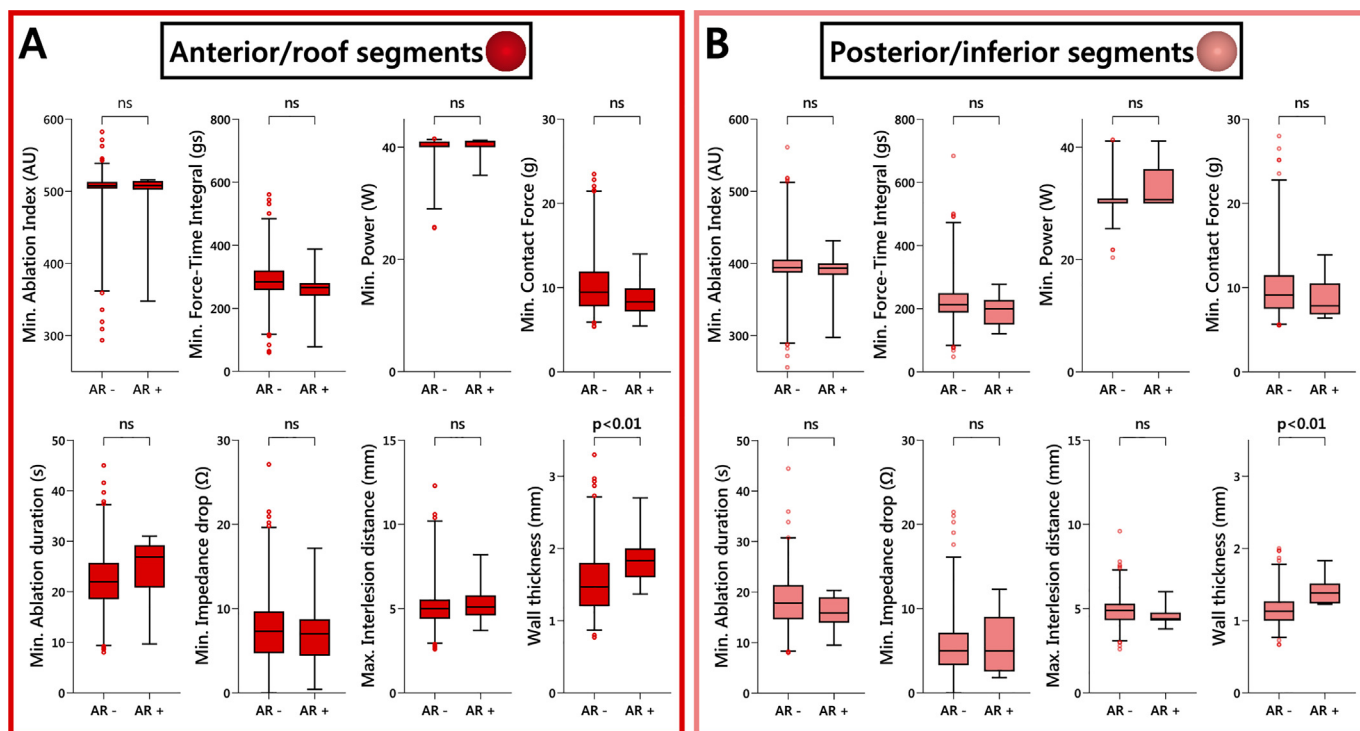 A
Anterior/roof segments
ns
ns
ns
ns
Min. Ablation Index (AU)
600
500
400
300
AR - AR +
Min. Force-Time Integral (gs)
800
600
400
200
0
AR - AR +
Min. Power (W)
40
20
0
AR - AR +
Min. Contact Force (g)
30
20
10
0
AR - AR +
ns
ns
ns
p<0.01
Min. Ablation duration (s)
50
40
30
20
10
0
AR - AR +
Min. Impedance drop (Ω)
30
20
10
0
AR - AR +
Max. Interlesion distance (mm)
15
10
5
0
AR - AR +
Wall thickness (mm)
3
2
1
0
AR - AR +
B
Posterior/inferior segments
ns
ns
ns
ns
Min. Ablation Index (AU)
600
500
400
300
AR - AR +
Min. Force-Time Integral (gs)
800
600
400
200
0
AR - AR +
Min. Power (W)
40
20
0
AR - AR +
Min. Contact Force (g)
30
20
10
0
AR - AR +
ns
ns
ns
p<0.01
Min. Ablation duration (s)
50
40
30
20
10
0
AR - AR +
Min. Impedance drop (Ω)
30
20
10
0
AR - AR +
Max. Interlesion distance (mm)
15
10
5
0
AR - AR +
Wall thickness (mm)
3
2
1
0
AR - AR +